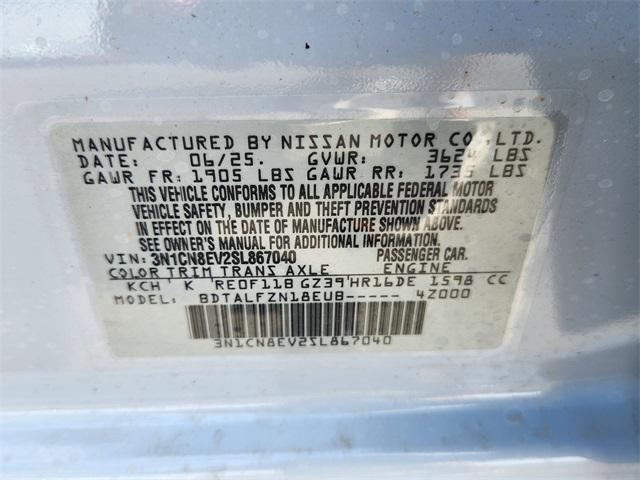 MANUFACTURED BY NISSAN MOTOR CO.,LTD.
DATE: 06/25. GVWR: 3624 LBS
GAWR FR: 1905 LBS GAWR RR: 1735 LBS
THIS VEHICLE CONFORMS TO ALL APPLICABLE FEDERAL MOTOR
VEHICLE SAFETY, BUMPER AND THEFT PREVENTION STANDARDS
IN EFFECT ON THE DATE OF MANUFACTURE SHOWN ABOVE.
SEE OWNER'S MANUAL FOR ADDITIONAL INFORMATION.
VIN: 3N1CN8EV2SL867040 PASSENGER CAR.
COLOR TRIM TRANS AXLE ENGINE
KCH K RE0F11B GZ39 HR16DE 1598 CC
MODEL: BDTALFZN18EUB----- 4Z000
3N1CN8EV2SL867040